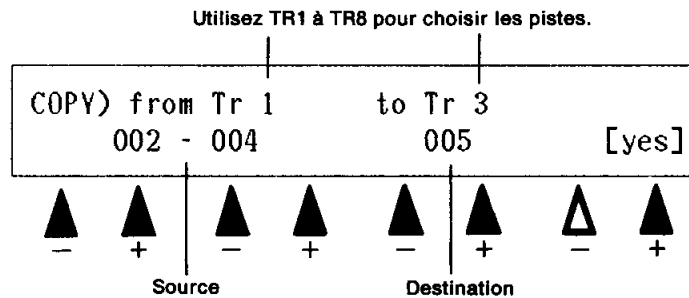 Utilisez TR1 à TR8 pour choisir les pistes.
COPY) from Tr 1 to Tr 3
002 - 004 005 [yes]
- + - + - + - +
Source Destination